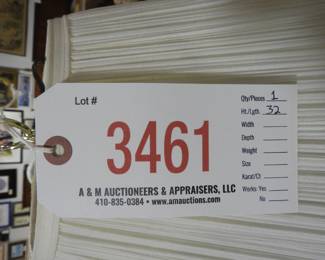 Lot #
3461
A & M AUCTIONEERS & APPRAISERS, LLC
410-835-0384 • www.amauctions.com
Qty/Pieces 1
Ht./Lgth. 32
Width
Depth
Weight
Size
Karat/Ct
Works: Yes
No